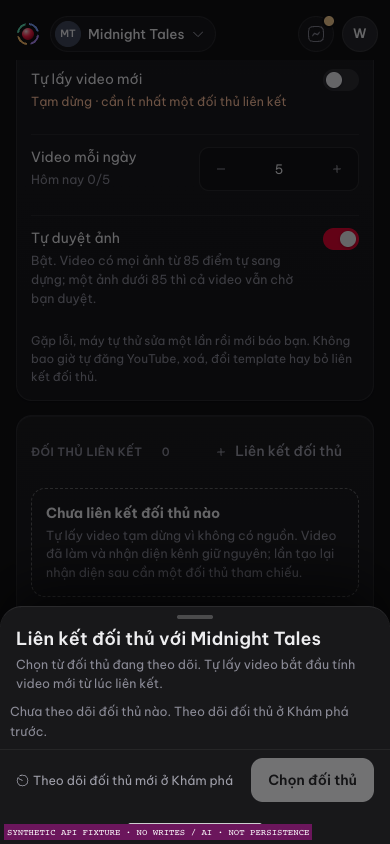 MT Midnight Tales W
Tự lấy video mới
Tạm dừng · cần ít nhất một đối thủ liên kết
Video mỗi ngày
Hôm nay 0/5
− 5 +
Tự duyệt ảnh
Bật. Video có mọi ảnh từ 85 điểm tự sang
dựng; một ảnh dưới 85 thì cả video vẫn chờ
bạn duyệt.
Gặp lỗi, máy tự thử sửa một lần rồi mới báo bạn. Không
bao giờ tự đăng YouTube, xoá, đổi template hay bỏ liên
kết đối thủ.
ĐỐI THỦ LIÊN KẾT 0 + Liên kết đối thủ
Chưa liên kết đối thủ nào
Tự lấy video tạm dừng vì không có nguồn. Video
đã làm và nhận diện kênh giữ nguyên; lần tạo lại
nhận diện sau cần một đối thủ tham chiếu.
Liên kết đối thủ với Midnight Tales
Chọn từ đối thủ đang theo dõi. Tự lấy video bắt đầu tính
video mới từ lúc liên kết.
Chưa theo dõi đối thủ nào. Theo dõi đối thủ ở Khám phá
trước.
Theo dõi đối thủ mới ở Khám phá Chọn đối thủ
SYNTHETIC API FIXTURE · NO WRITES / AI · NOT PERSISTENCE